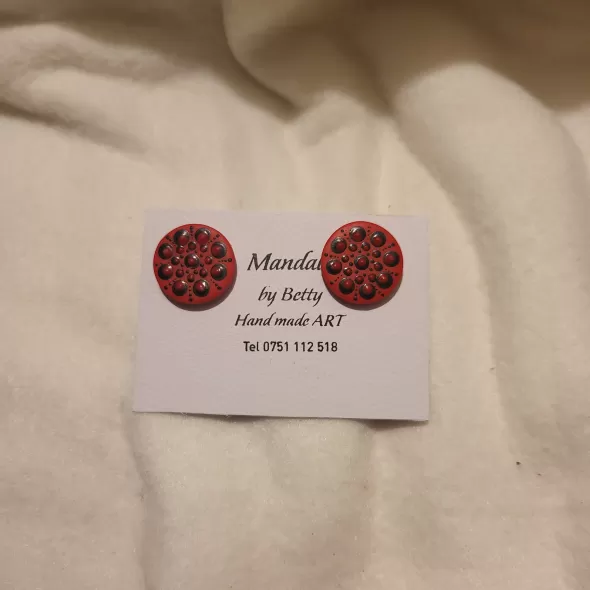 Mandal
by Betty
Hand made ART
Tel 0751 112 518